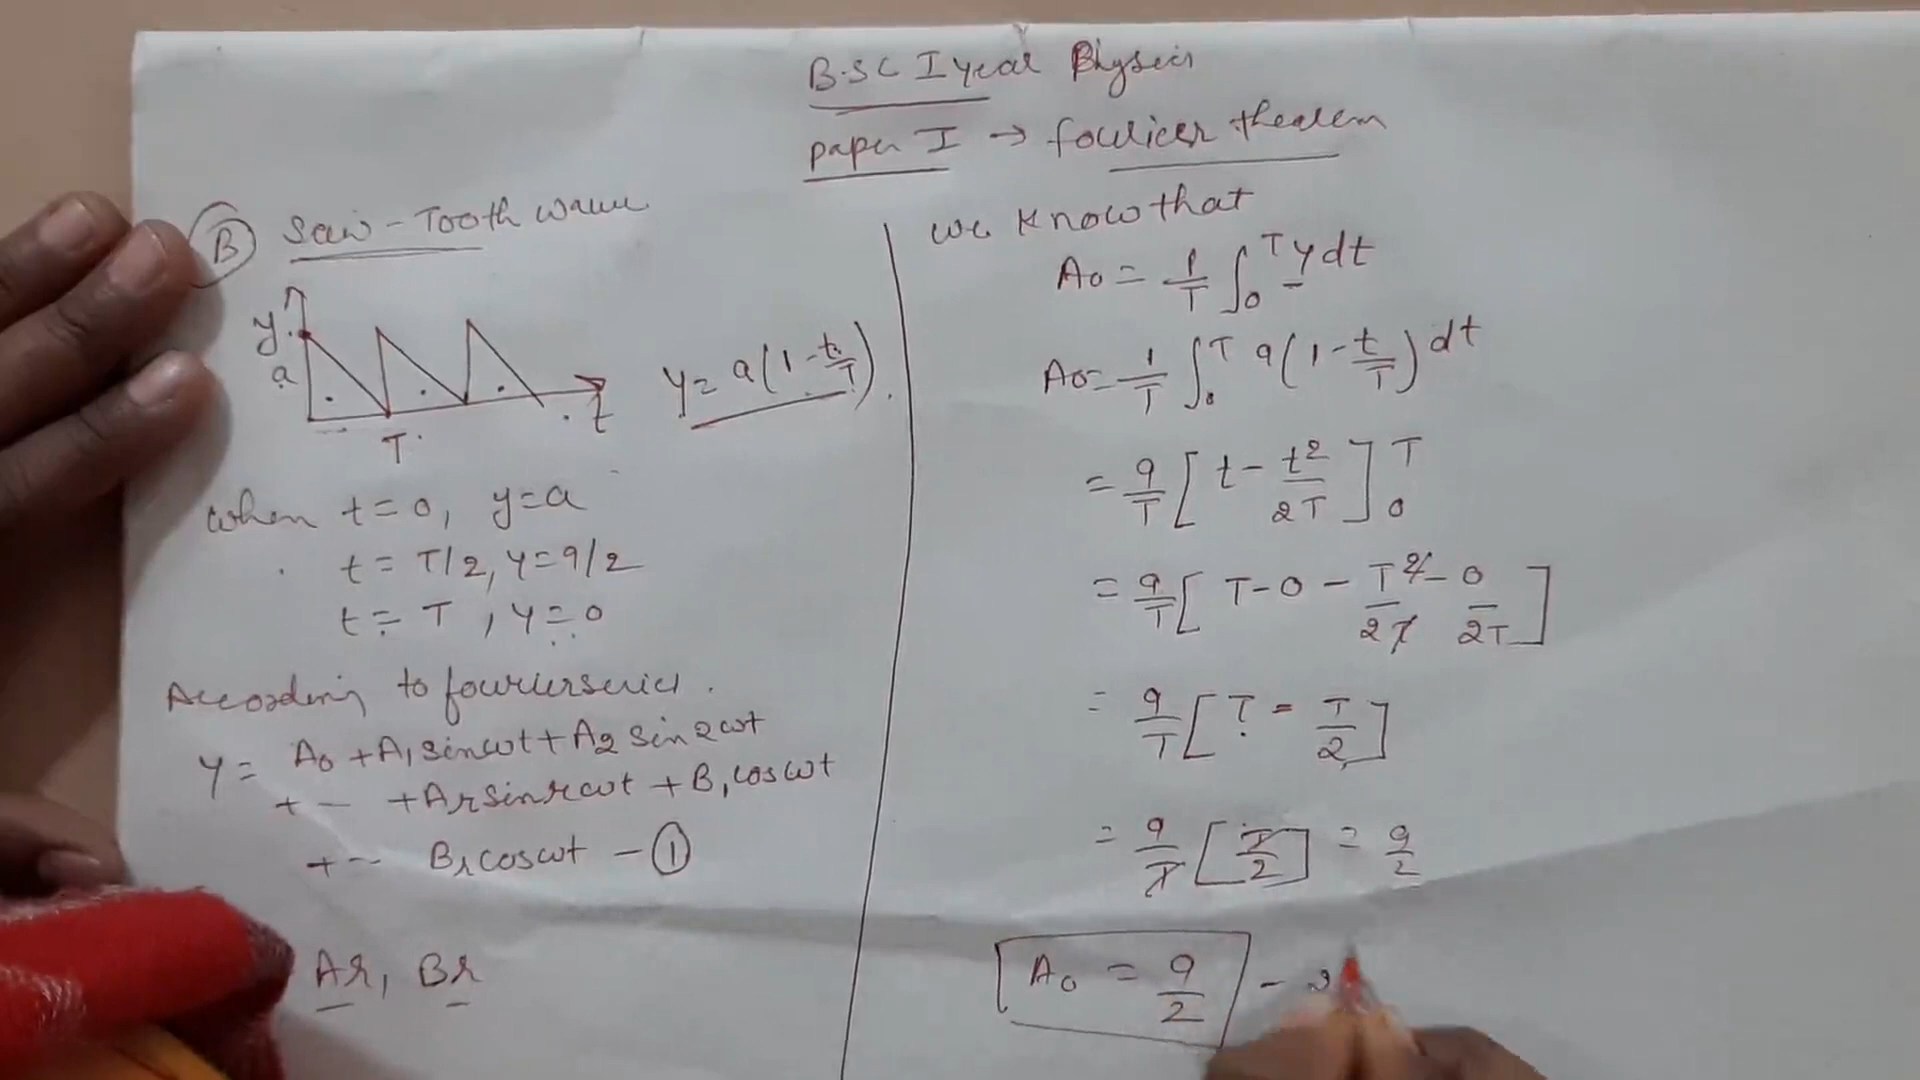 B.SC I year Physics
paper I → fourier theorem
(B) Saw-Tooth wave
y
a
T
t
y = a(1 - t/T)
when t = 0, y = a
t = T/2, y = a/2
t = T, y = 0
According to fourier series.
y = A₀ + A₁ sin ωt + A₂ sin 2ωt
+ -- + Aᵣ sin rωt + B₁ cos ωt
+ -- Bᵣ cos ωt - ①
Aᵣ, Bᵣ
we know that
A₀ = 1/T ∫₀ᵀ y dt
A₀ = 1/T ∫₀ᵀ a(1 - t/T) dt
= a/T [t - t²/2T]₀ᵀ
= a/T [T - 0 - T²/2T - 0/2T]
= a/T [T - T/2]
= a/T [T/2] = a/2
A₀ = a/2 -